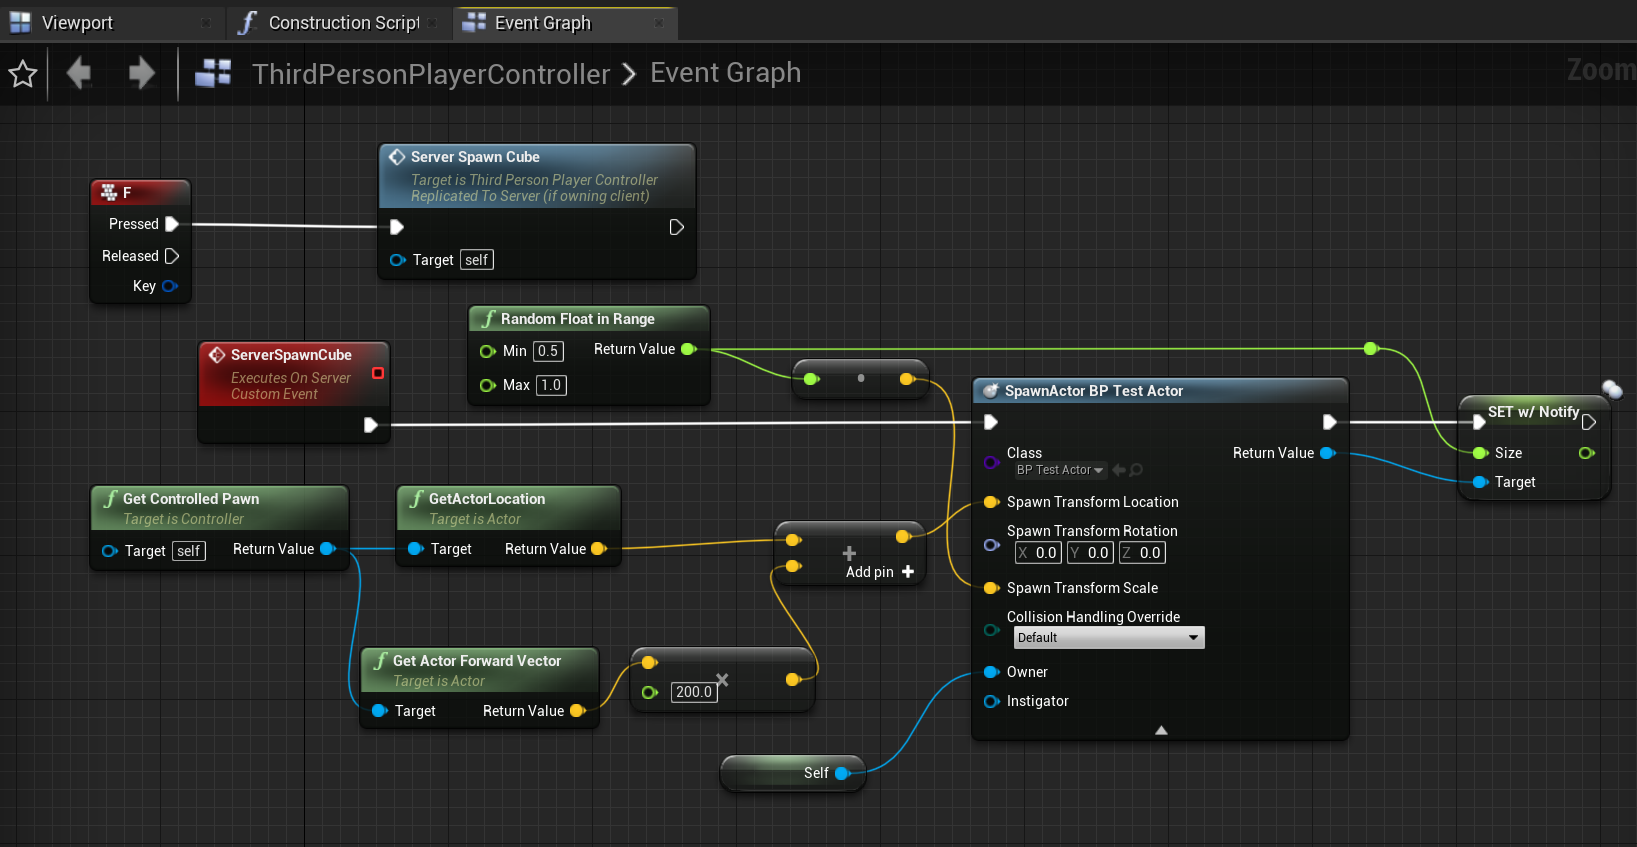 Viewport
Construction Script
Event Graph
ThirdPersonPlayerController
Event Graph
Zoom
Server Spawn Cube
Target is Third Person Player Controller
Replicated To Server (if owning client)
Target self
F
Pressed
Released
Key
Random Float in Range
Min 0.5 Return Value
Max 1.0
ServerSpawnCube
Executes On Server
Custom Event
SpawnActor BP Test Actor
Class
BP Test Actor
Return Value
Spawn Transform Location
Spawn Transform Rotation
X 0.0 Y 0.0 Z 0.0
Spawn Transform Scale
Collision Handling Override
Default
Owner
Instigator
SET w/ Notify
Size
Target
Get Controlled Pawn
Target is Controller
Target self Return Value
GetActorLocation
Target is Actor
Target Return Value
Add pin
Get Actor Forward Vector
Target is Actor
Target Return Value
200.0
Self